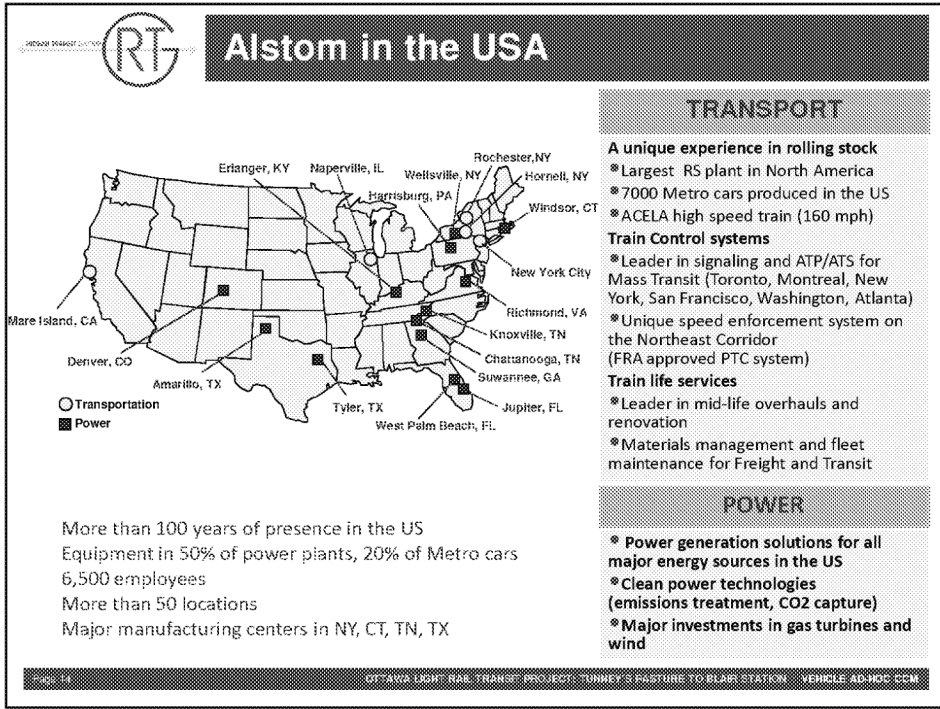 RTG
Alstom in the USA
TRANSPORT
A unique experience in rolling stock
Largest RS plant in North America
7000 Metro cars produced in the US
ACELA high speed train (160 mph)
Train Control systems
Leader in signaling and ATP/ATS for
Mass Transit (Toronto, Montreal, New
York, San Francisco, Washington, Atlanta)
Unique speed enforcement system on
the Northeast Corridor
(FRA approved PTC system)
Train life services
Leader in mid-life overhauls and
renovation
Materials management and fleet
maintenance for Freight and Transit
POWER
Power generation solutions for all
major energy sources in the US
Clean power technologies
(emissions treatment, CO2 capture)
Major investments in gas turbines and
wind
Rochester, NY
Erlanger, KY
Naperville, IL
Wellsville, NY
Hornell, NY
Harrisburg, PA
Windsor, CT
New York City
Mare Island, CA
Richmond, VA
Knoxville, TN
Denver, CO
Chattanooga, TN
Amarillo, TX
Suwannee, GA
Transportation
Tyler, TX
Jupiter, FL
Power
West Palm Beach, FL
More than 100 years of presence in the US
Equipment in 50% of power plants, 20% of Metro cars
6,500 employees
More than 50 locations
Major manufacturing centers in NY, CT, TN, TX
Page 14
OTTAWA LIGHT RAIL TRANSIT PROJECT: TUNNEY'S PASTURE TO BLAIR STATION VEHICLE AD-HOC CCM